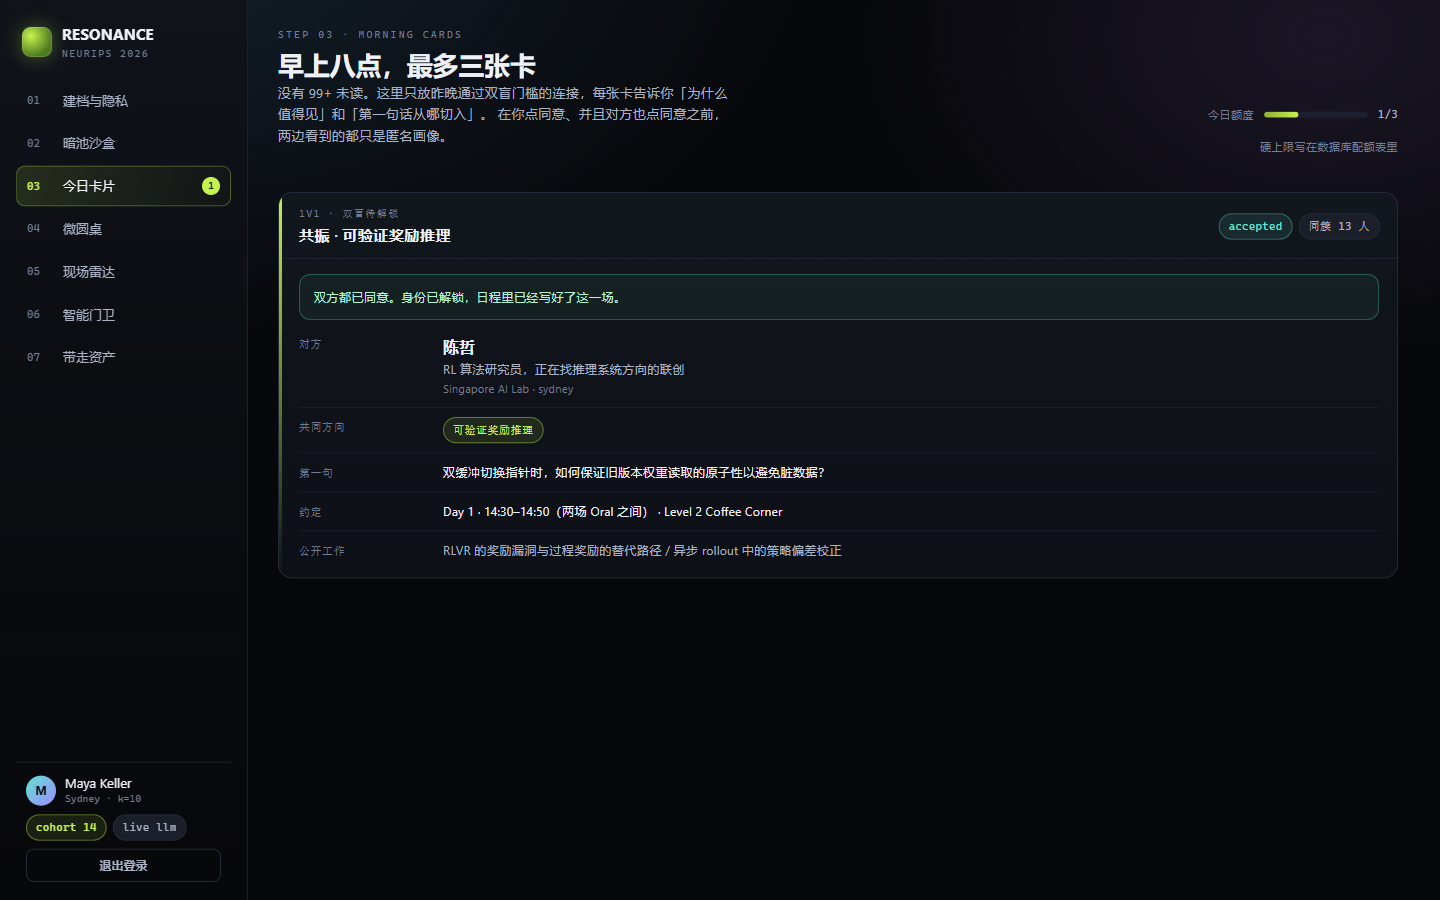 RESONANCE
NEURIPS 2026
01 建档与隐私
02 暗池沙盒
03 今日卡片 1
04 微圆桌
05 现场雷达
06 智能门卫
07 带走资产
M
Maya Keller
Sydney · k=10
cohort 14
live llm
退出登录
STEP 03 · MORNING CARDS
早上八点，最多三张卡
没有 99+ 未读。这里只放昨晚通过双盲门槛的连接，每张卡告诉你「为什么
值得见」和「第一句话从哪切入」。 在你点同意、并且对方也点同意之前，
两边看到的都只是匿名画像。
今日额度 1/3
硬上限写在数据库配额表里
1V1 · 双盲待解锁
共振 · 可验证奖励推理
accepted
同簇 13 人
双方都已同意。身份已解锁，日程里已经写好了这一场。
对方
陈哲
RL 算法研究员，正在找推理系统方向的联创
Singapore AI Lab · sydney
共同方向 可验证奖励推理
第一句 双缓冲切换指针时，如何保证旧版本权重读取的原子性以避免脏数据？
约定 Day 1 · 14:30–14:50（两场 Oral 之间） · Level 2 Coffee Corner
公开工作 RLVR 的奖励漏洞与过程奖励的替代路径 / 异步 rollout 中的策略偏差校正